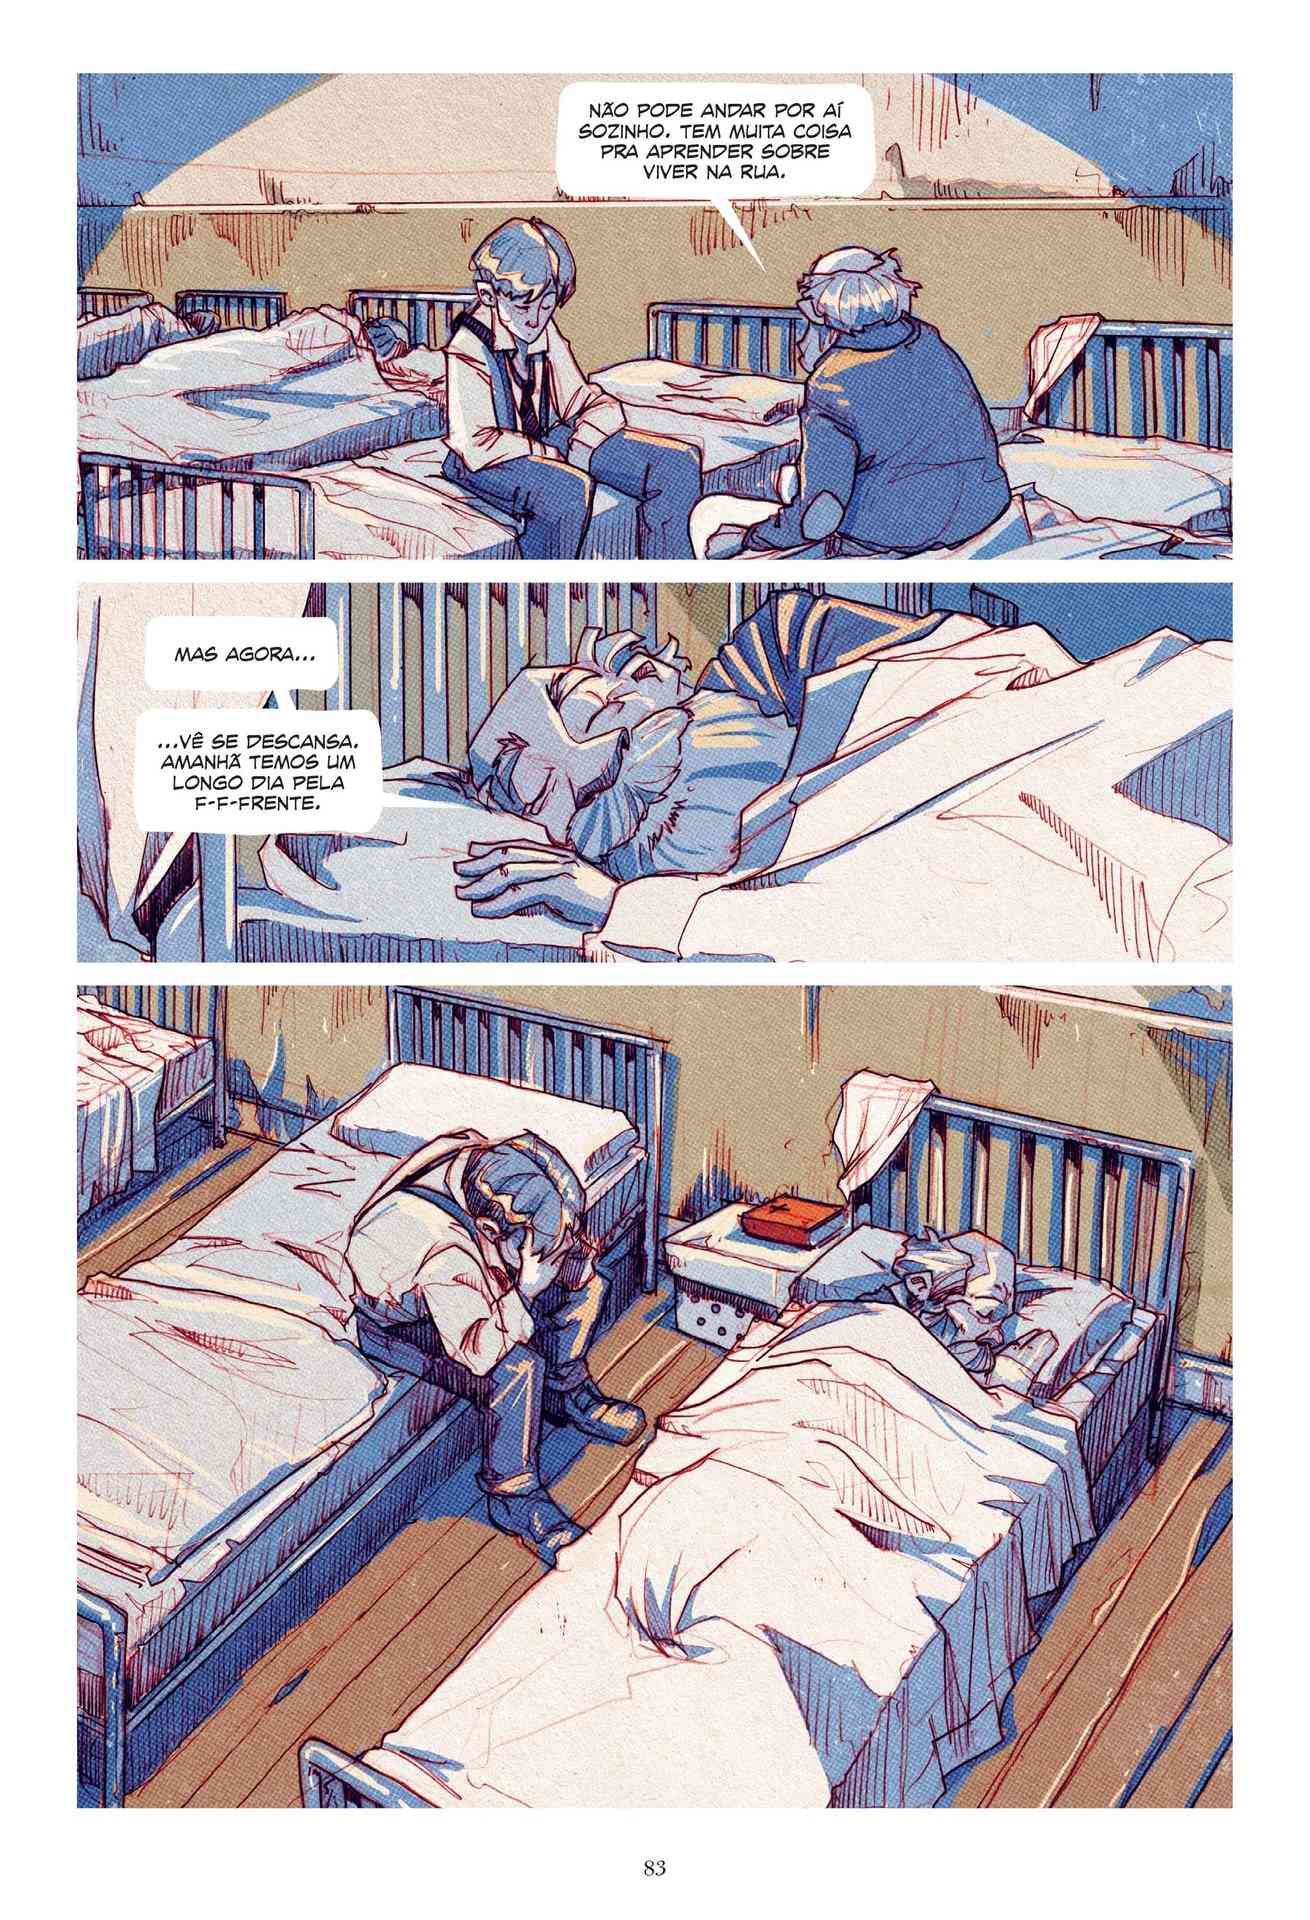 NÃO PODE ANDAR POR AÍ
SOZINHO. TEM MUITA COISA
PRA APRENDER SOBRE
VIVER NA RUA.
MAS AGORA...
...VÊ SE DESCANSA.
AMANHÃ TEMOS UM
LONGO DIA PELA
F-F-FRENTE.
83